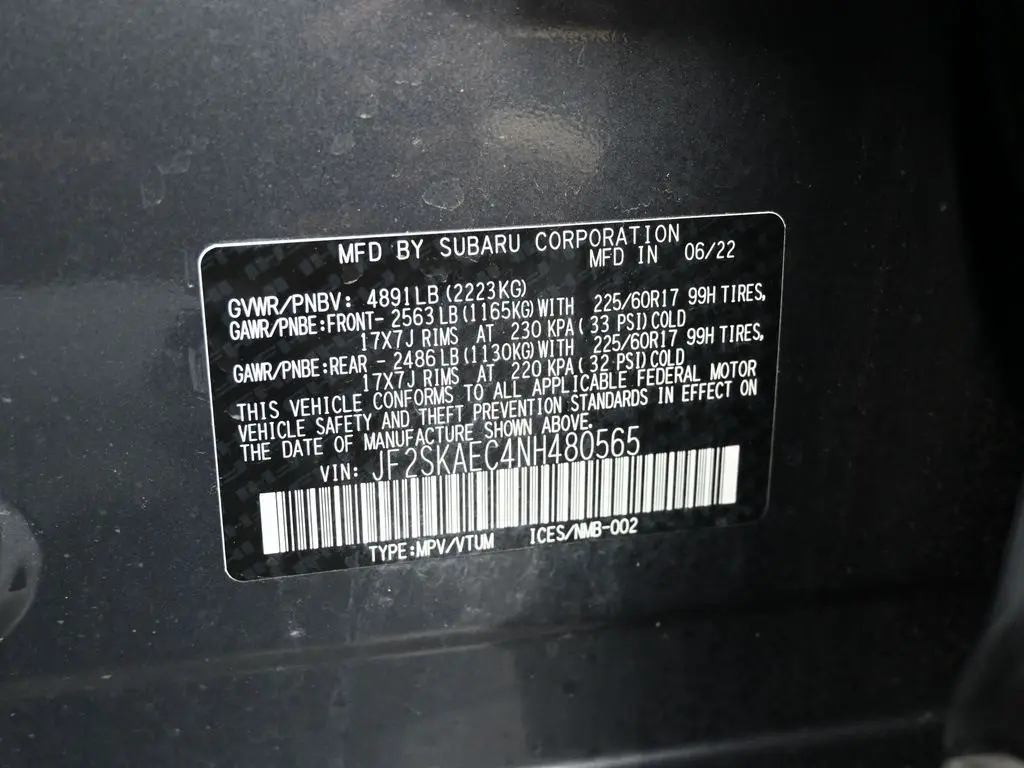 MFD BY SUBARU CORPORATION
MFD IN 06/22
GVWR/PNBV: 4891LB (2223KG)
GAWR/PNBE:FRONT- 2563LB(1165KG)WITH 225/60R17 99H TIRES,
17X7J RIMS AT 230 KPA(33 PSI)COLD
GAWR/PNBE:REAR - 2486LB(1130KG)WITH 225/60R17 99H TIRES,
17X7J RIMS AT 220 KPA(32 PSI)COLD
THIS VEHICLE CONFORMS TO ALL APPLICABLE FEDERAL MOTOR
VEHICLE SAFETY AND THEFT PREVENTION STANDARDS IN EFFECT ON
THE DATE OF MANUFACTURE SHOWN ABOVE.
VIN: JF2SKAEC4NH480565
TYPE:MPV/VTUM ICES/NMB-002